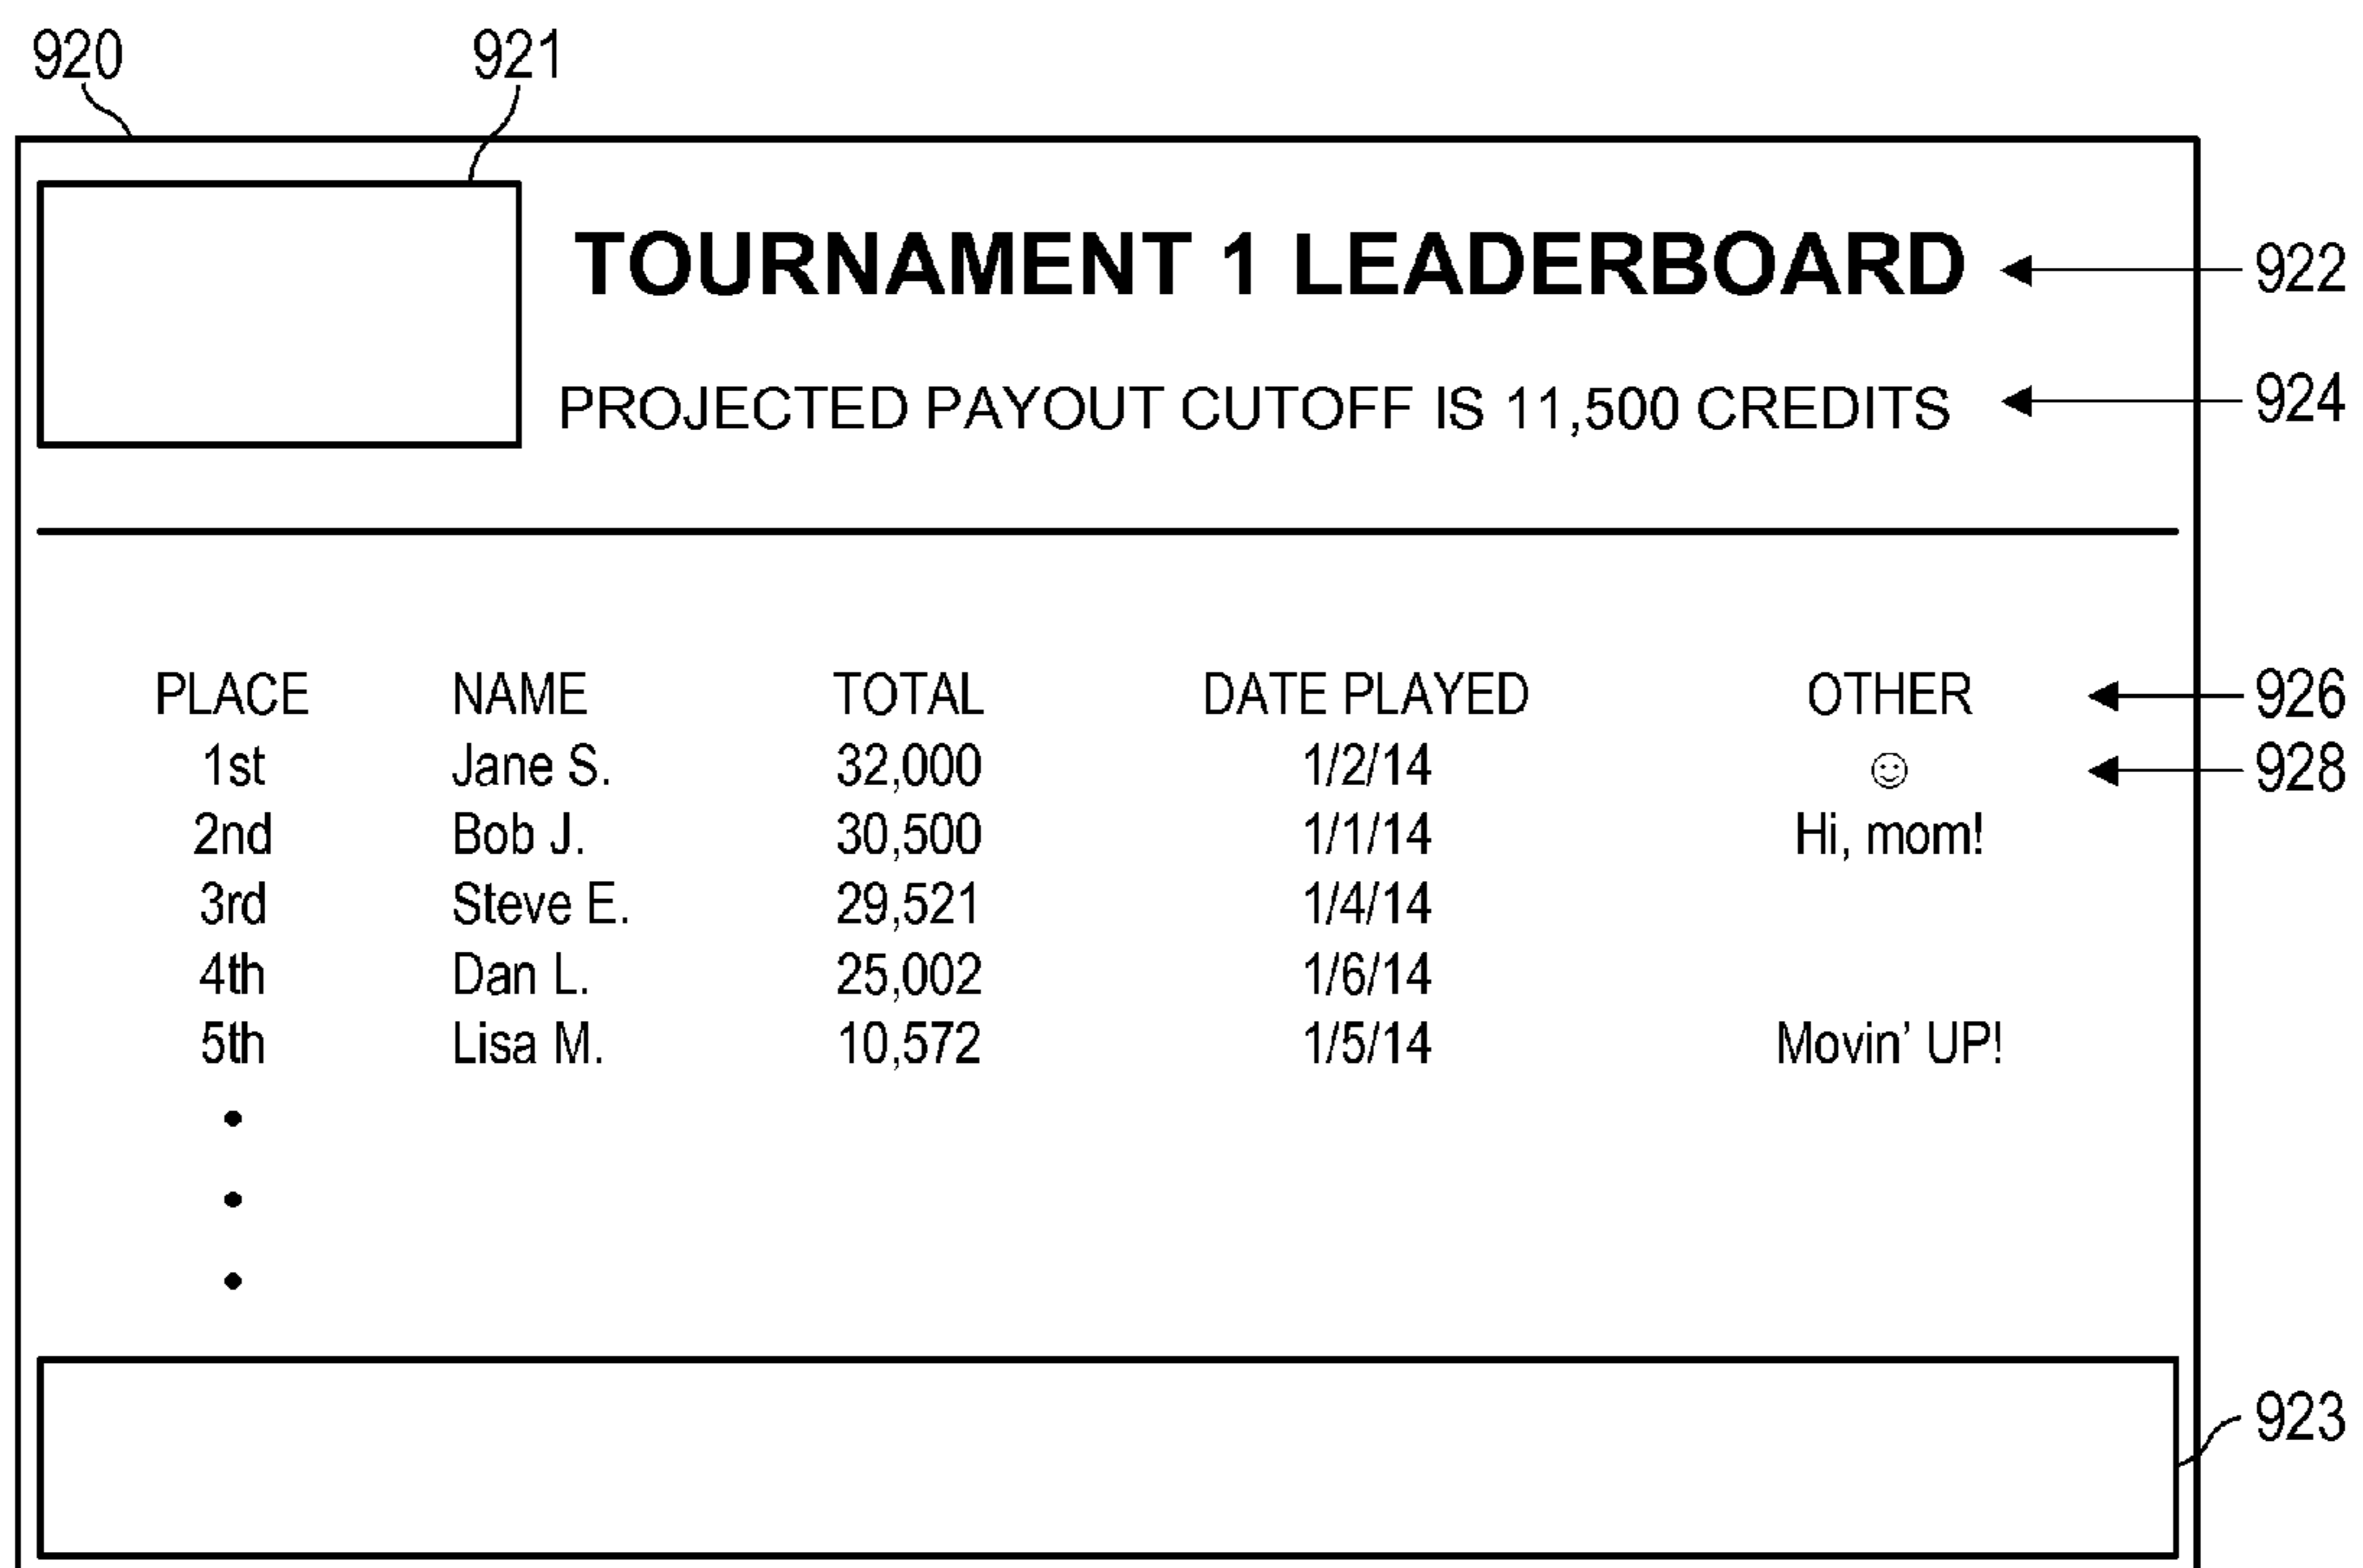 920 921
TOURNAMENT 1 LEADERBOARD 922
PROJECTED PAYOUT CUTOFF IS 11,500 CREDITS 924
PLACE NAME TOTAL DATE PLAYED OTHER 926
1st Jane S. 32,000 1/2/14 ☺ 928
2nd Bob J. 30,500 1/1/14 Hi, mom!
3rd Steve E. 29,521 1/4/14
4th Dan L. 25,002 1/6/14
5th Lisa M. 10,572 1/5/14 Movin' UP!
923